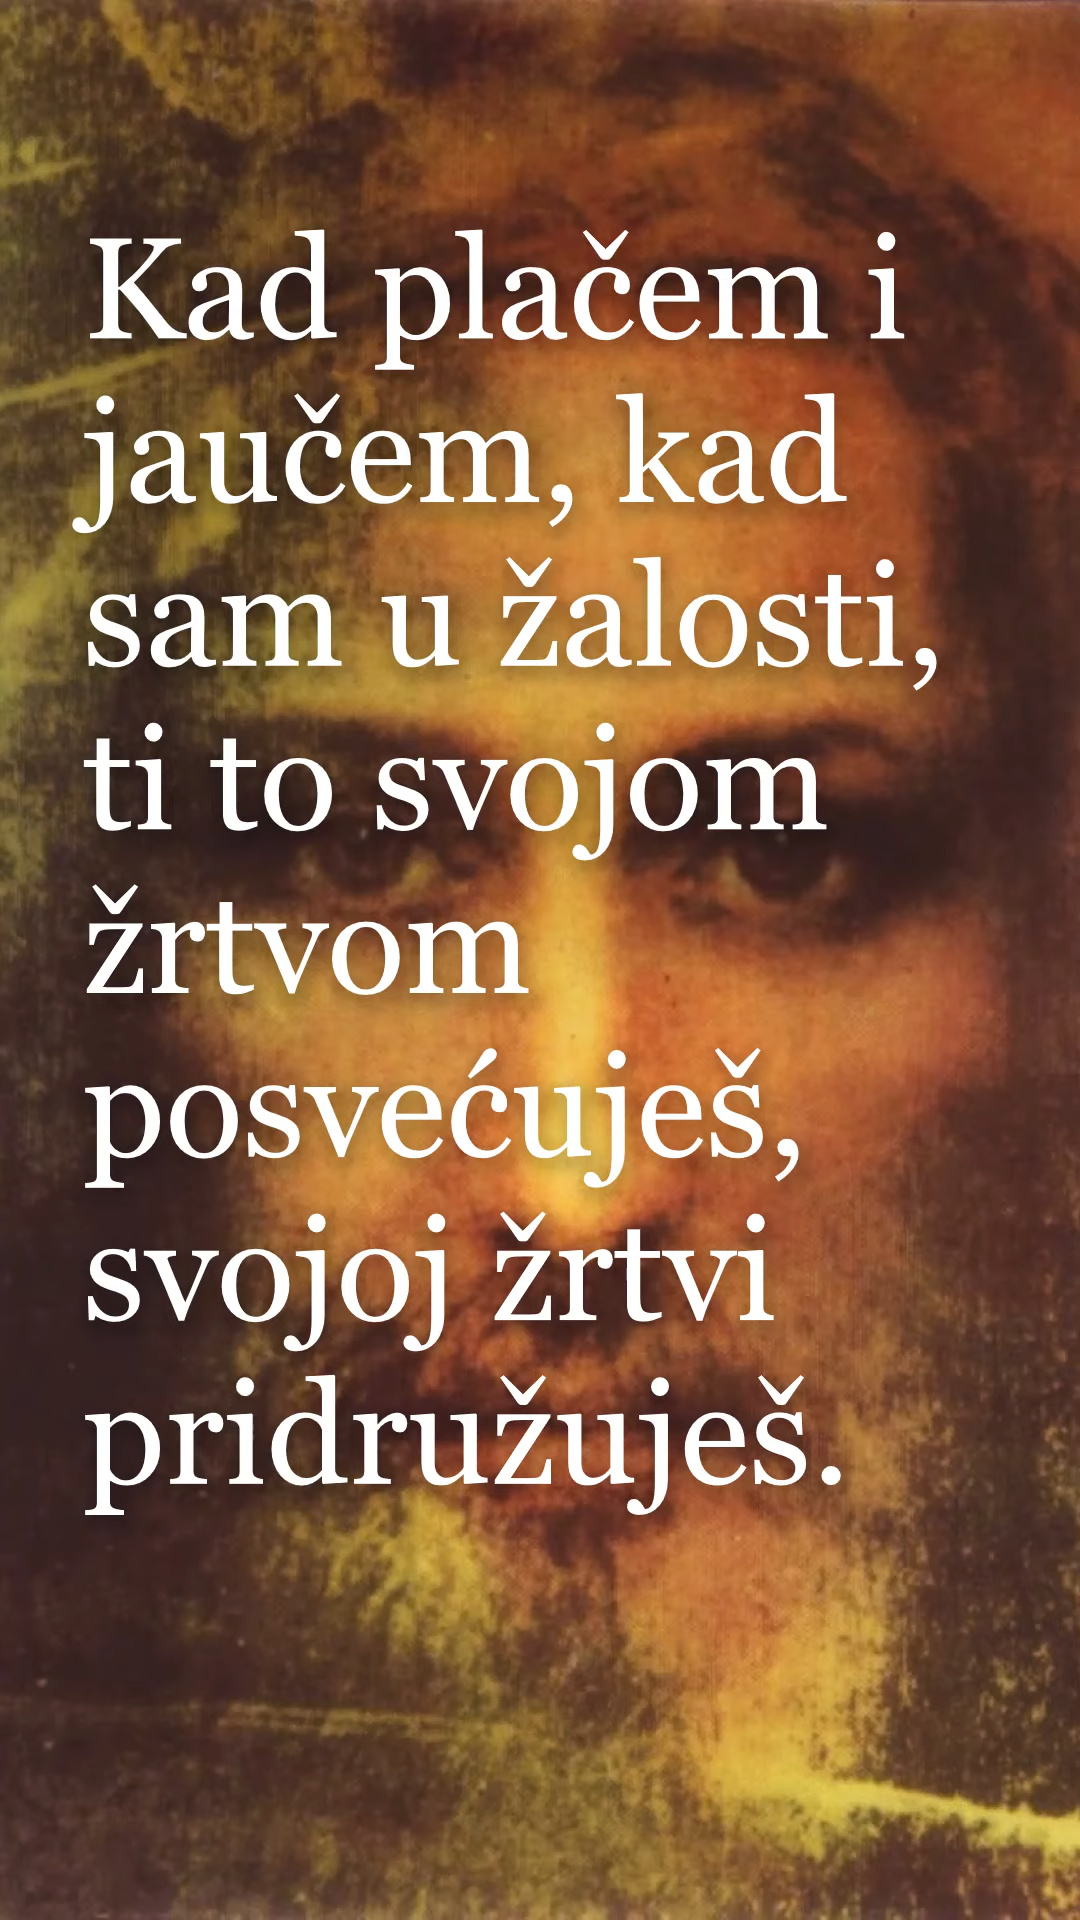 Kad plačem i
jaučem, kad
sam u žalosti,
ti to svojom
žrtvom
posvećuješ,
svojoj žrtvi
pridružuješ.